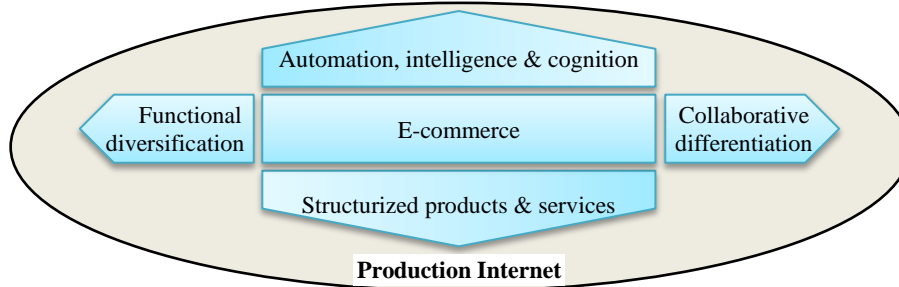 Automation, intelligence & cognition
Functional
diversification
E-commerce
Collaborative
differentiation
Structurized products & services
Production Internet